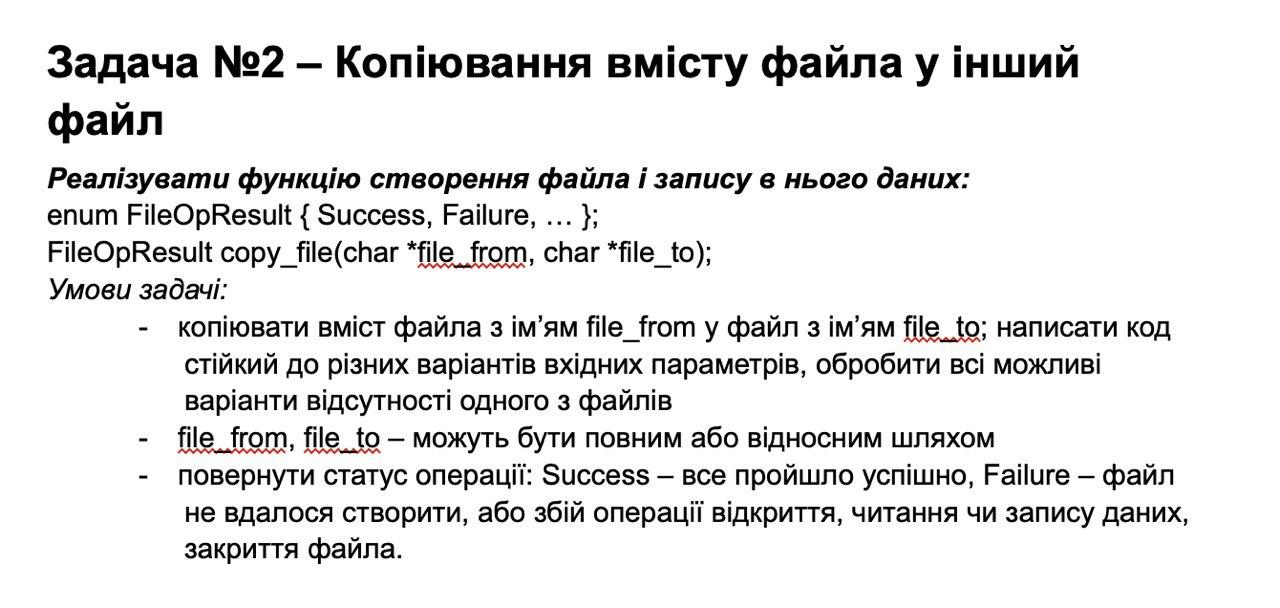 Задача №2 – Копіювання вмісту файла у інший
файл
Реалізувати функцію створення файла і запису в нього даних:
enum FileOpResult { Success, Failure, … };
FileOpResult copy_file(char *file_from, char *file_to);
Умови задачі:
- копіювати вміст файла з ім’ям file_from у файл з ім’ям file_to; написати код
стійкий до різних варіантів вхідних параметрів, обробити всі можливі
варіанти відсутності одного з файлів
- file_from, file_to – можуть бути повним або відносним шляхом
- повернути статус операції: Success – все пройшло успішно, Failure – файл
не вдалося створити, або збій операції відкриття, читання чи запису даних,
закриття файла.